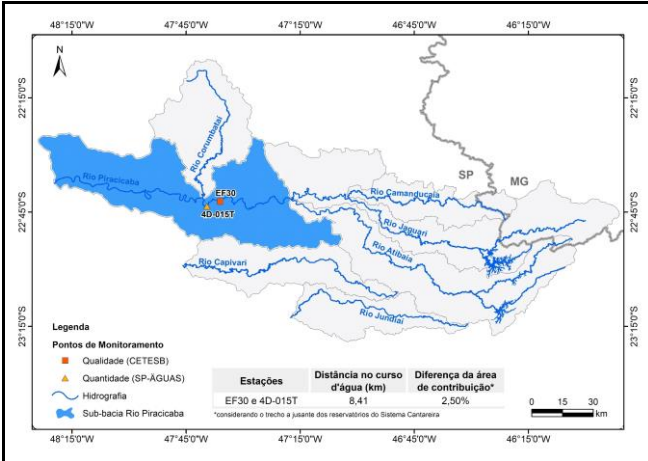 48°15'0"W 47°45'0"W 47°15'0"W 46°45'0"W 46°15'0"W
N
22°15'0"S 22°15'0"S
Rio Corumbataí
SP MG
Rio Piracicaba
EF30
4D-015T
Rio Camanducaia
22°45'0"S 22°45'0"S
Rio Jaguari
Rio Atibaia
Rio Capivari
Rio Jundiaí
23°15'0"S 23°15'0"S
Legenda
Pontos de Monitoramento
Qualidade (CETESB)
Quantidade (SP-ÁGUAS)
Hidrografia
Sub-bacia Rio Piracicaba
Estações Distância no curso d'água (km) Diferença da área de contribuição*
EF30 e 4D-015T 8,41 2,50%
*considerando o trecho a jusante dos reservatórios do Sistema Cantareira
0 15 30
km
48°15'0"W 47°45'0"W 47°15'0"W 46°45'0"W 46°15'0"W